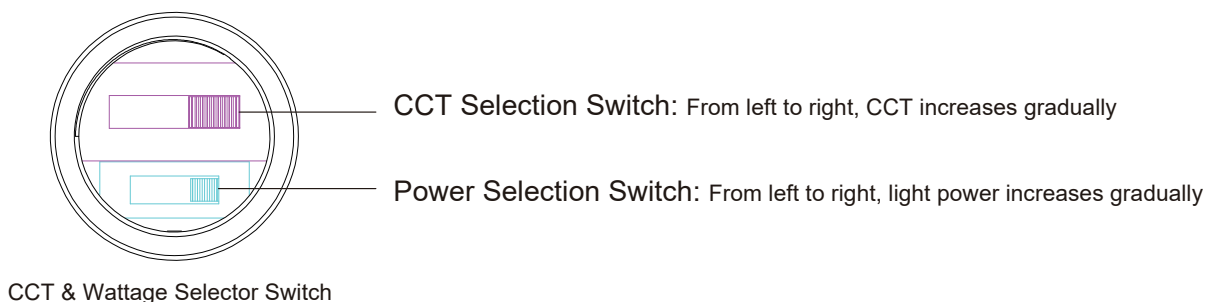 CCT Selection Switch: From left to right, CCT increases gradually
Power Selection Switch: From left to right, light power increases gradually
CCT & Wattage Selector Switch